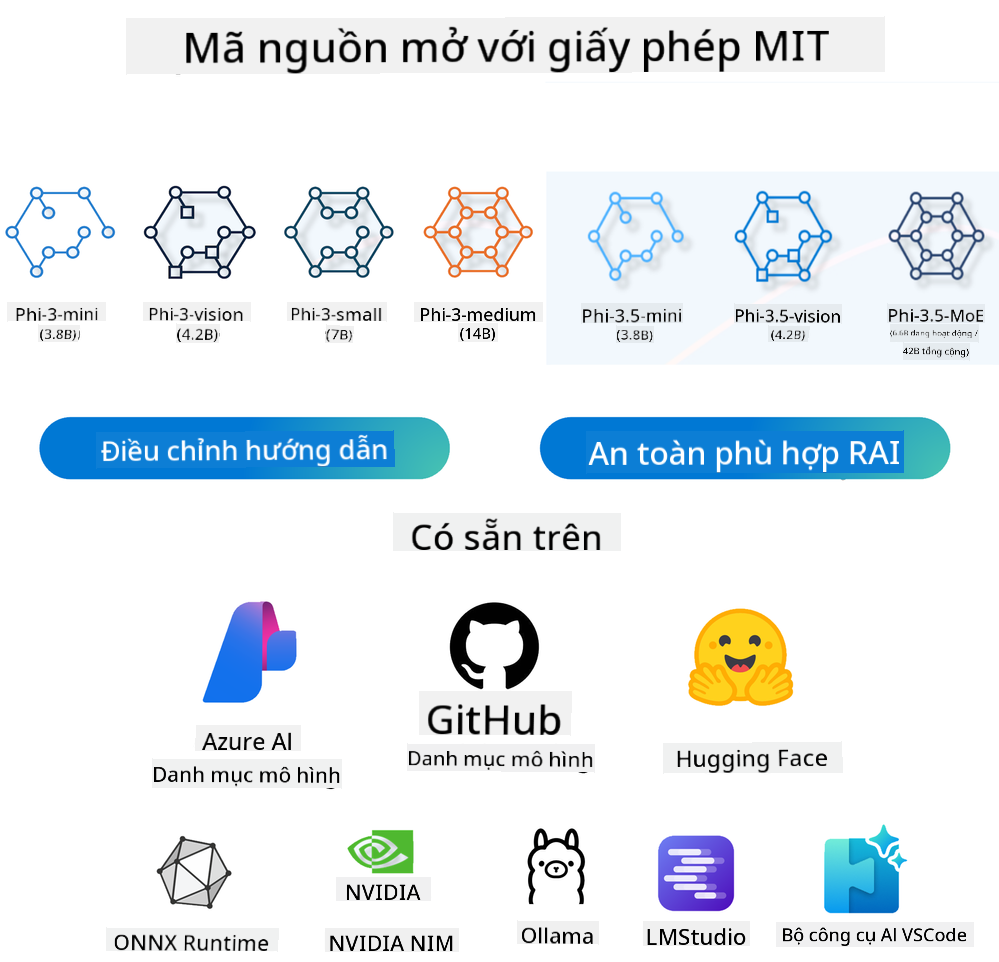 Mã nguồn mở với giấy phép MIT
Phi-3-mini
(3.8B))
Phi-3-vision
(4.2B)
Phi-3-small
(7B)
Phi-3-medium
(14B)
Phi-3.5-mini
(3.8B)
Phi-3.5-vision
(4.2B)
Phi-3.5-MoE
(6.6B đang hoạt động /
42B tổng cộng)
Điều chỉnh hướng dẫn
An toàn phù hợp RAI
Có sẵn trên
Azure AI
Danh mục mô hình
GitHub
Danh mục mô hình
Hugging Face
ONNX Runtime
NVIDIA
NVIDIA NIM
Ollama
LMStudio
Bộ công cụ AI VSCode